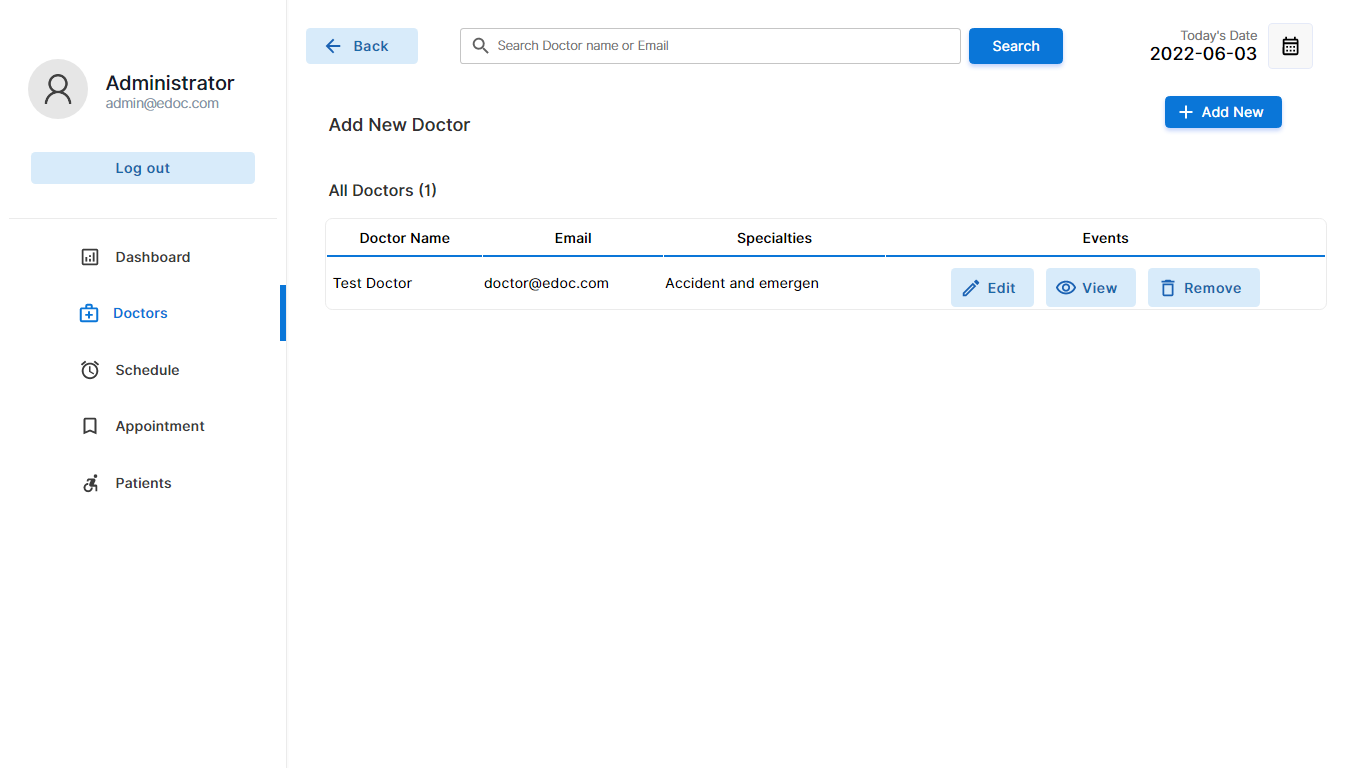 Administrator
admin@edoc.com
Log out
Dashboard
Doctors
Schedule
Appointment
Patients
Back
Search Doctor name or Email
Search
Today's Date
2022-06-03
Add New Doctor
Add New
All Doctors (1)
Doctor Name Email Specialties Events
Test Doctor doctor@edoc.com Accident and emergen Edit View Remove